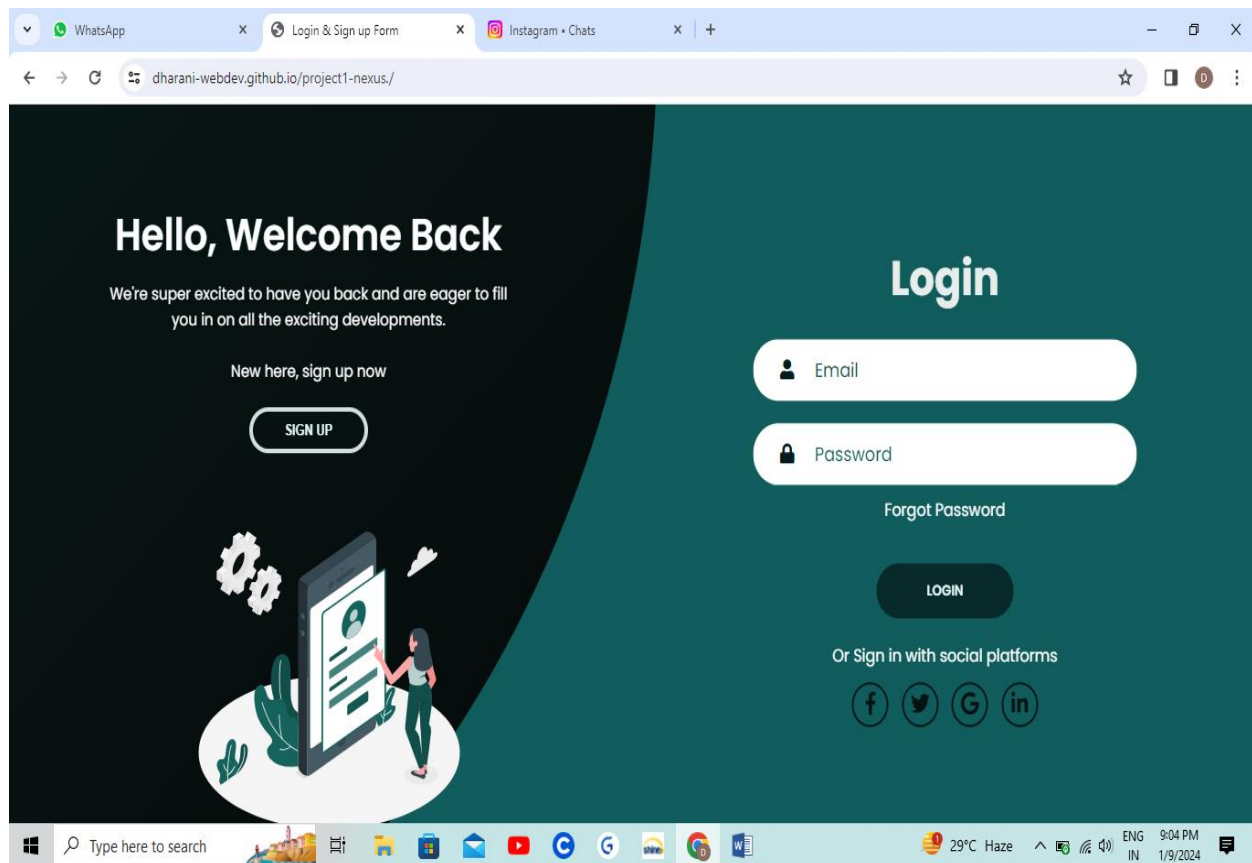 WhatsApp
Login & Sign up Form
Instagram • Chats
dharani-webdev.github.io/project1-nexus./
D
Hello, Welcome Back
We're super excited to have you back and are eager to fill
you in on all the exciting developments.
New here, sign up now
SIGN UP
Login
Email
Password
Forgot Password
LOGIN
Or Sign in with social platforms
f
G
in
Type here to search
C
G
shine
D
W
29°C Haze
ENG
IN
9:04 PM
1/9/2024